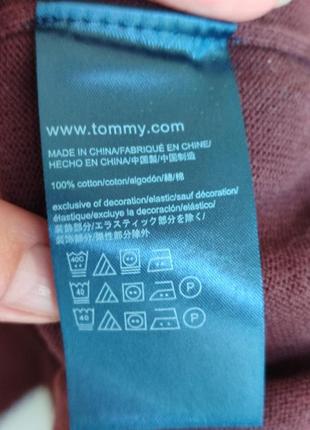 www.tommy.com
MADE IN CHINA/FABRIQUÉ EN CHINE/
HECHO EN CHINA/中国製/中国制造
100% cotton/coton/algodón/綿/棉
exclusive of decoration/elastic/sauf décoration/
élastique/excluye la decoración/elástico/
装飾部分/エラスティック部分を除く/
装饰部分/弹性部分除外
400 P
40 P
40 P